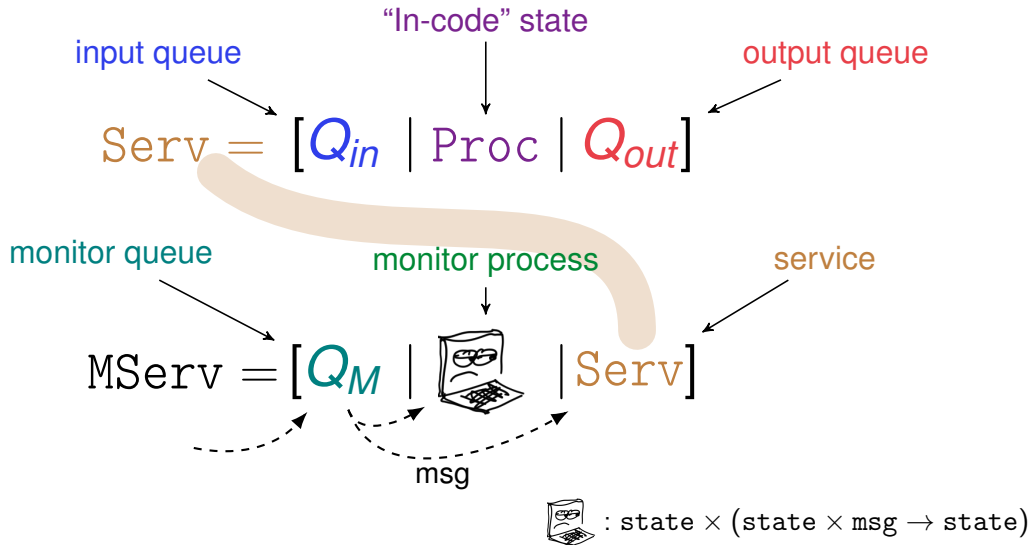 “In-code” state
input queue
output queue
Serv = [Q_in | Proc | Q_out]
monitor queue
monitor process
service
MServ = [Q_M | | Serv]
msg
: state × (state × msg → state)